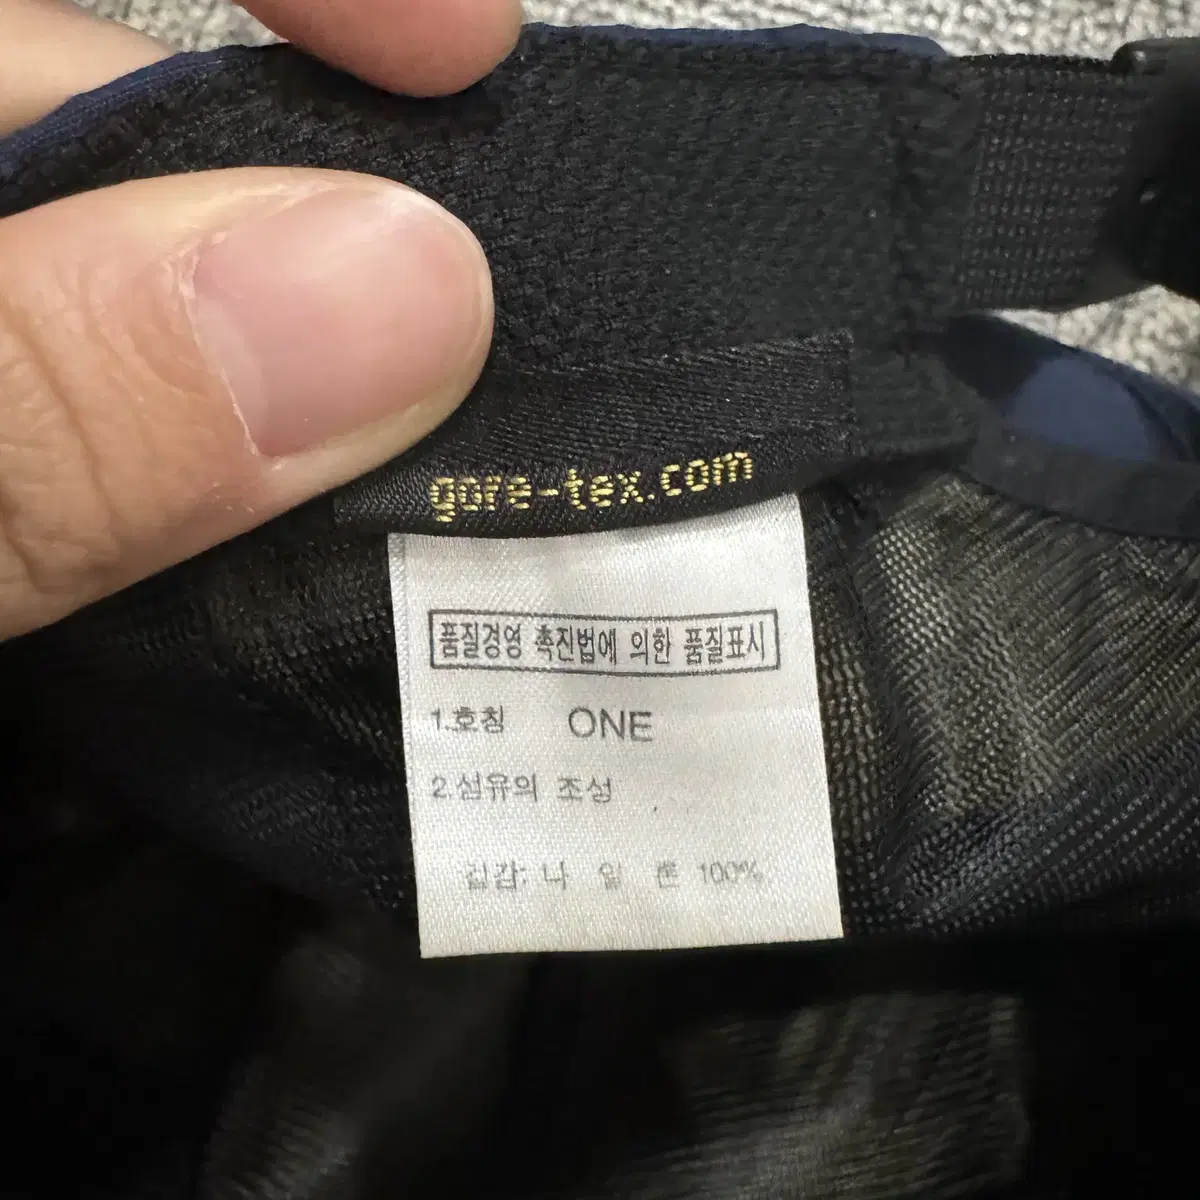 gore-tex.com
품질경영 촉진법에 의한 품질표시
1.호칭 ONE
2.섬유의 조성
겉감: 나 일 론 100%